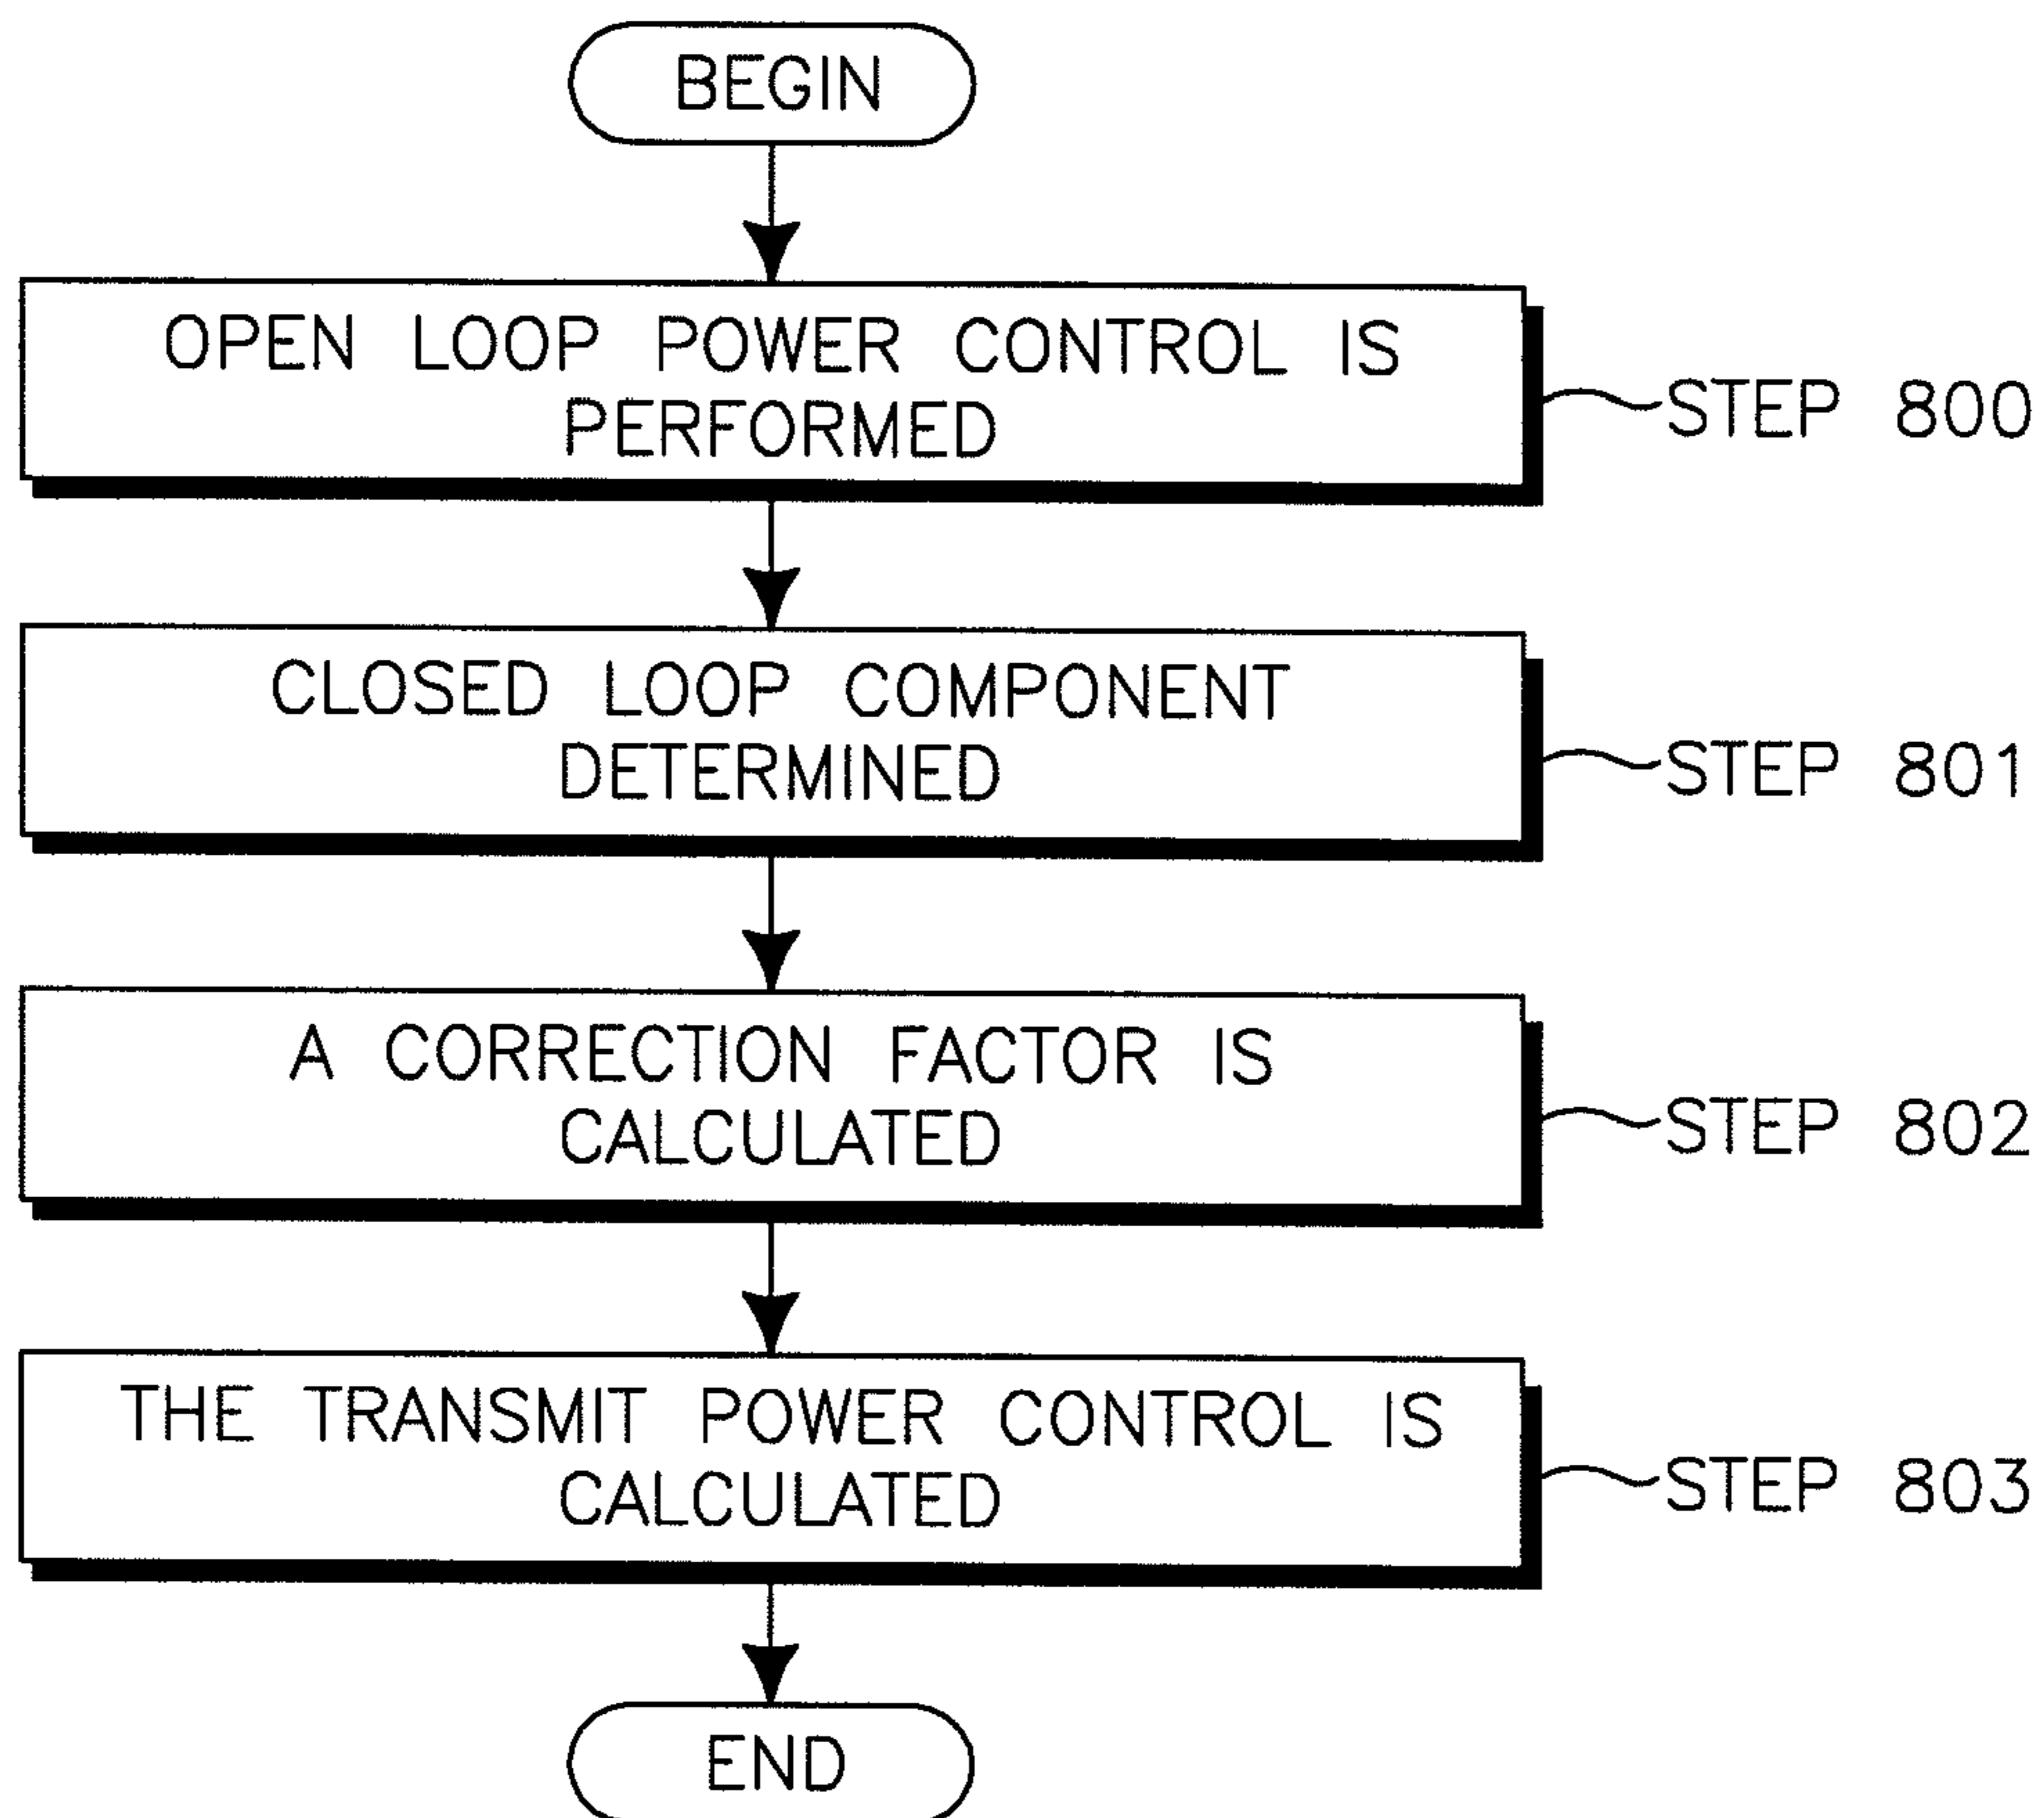 BEGIN
OPEN LOOP POWER CONTROL IS
PERFORMED
STEP 800
CLOSED LOOP COMPONENT
DETERMINED
STEP 801
A CORRECTION FACTOR IS
CALCULATED
STEP 802
THE TRANSMIT POWER CONTROL IS
CALCULATED
STEP 803
END